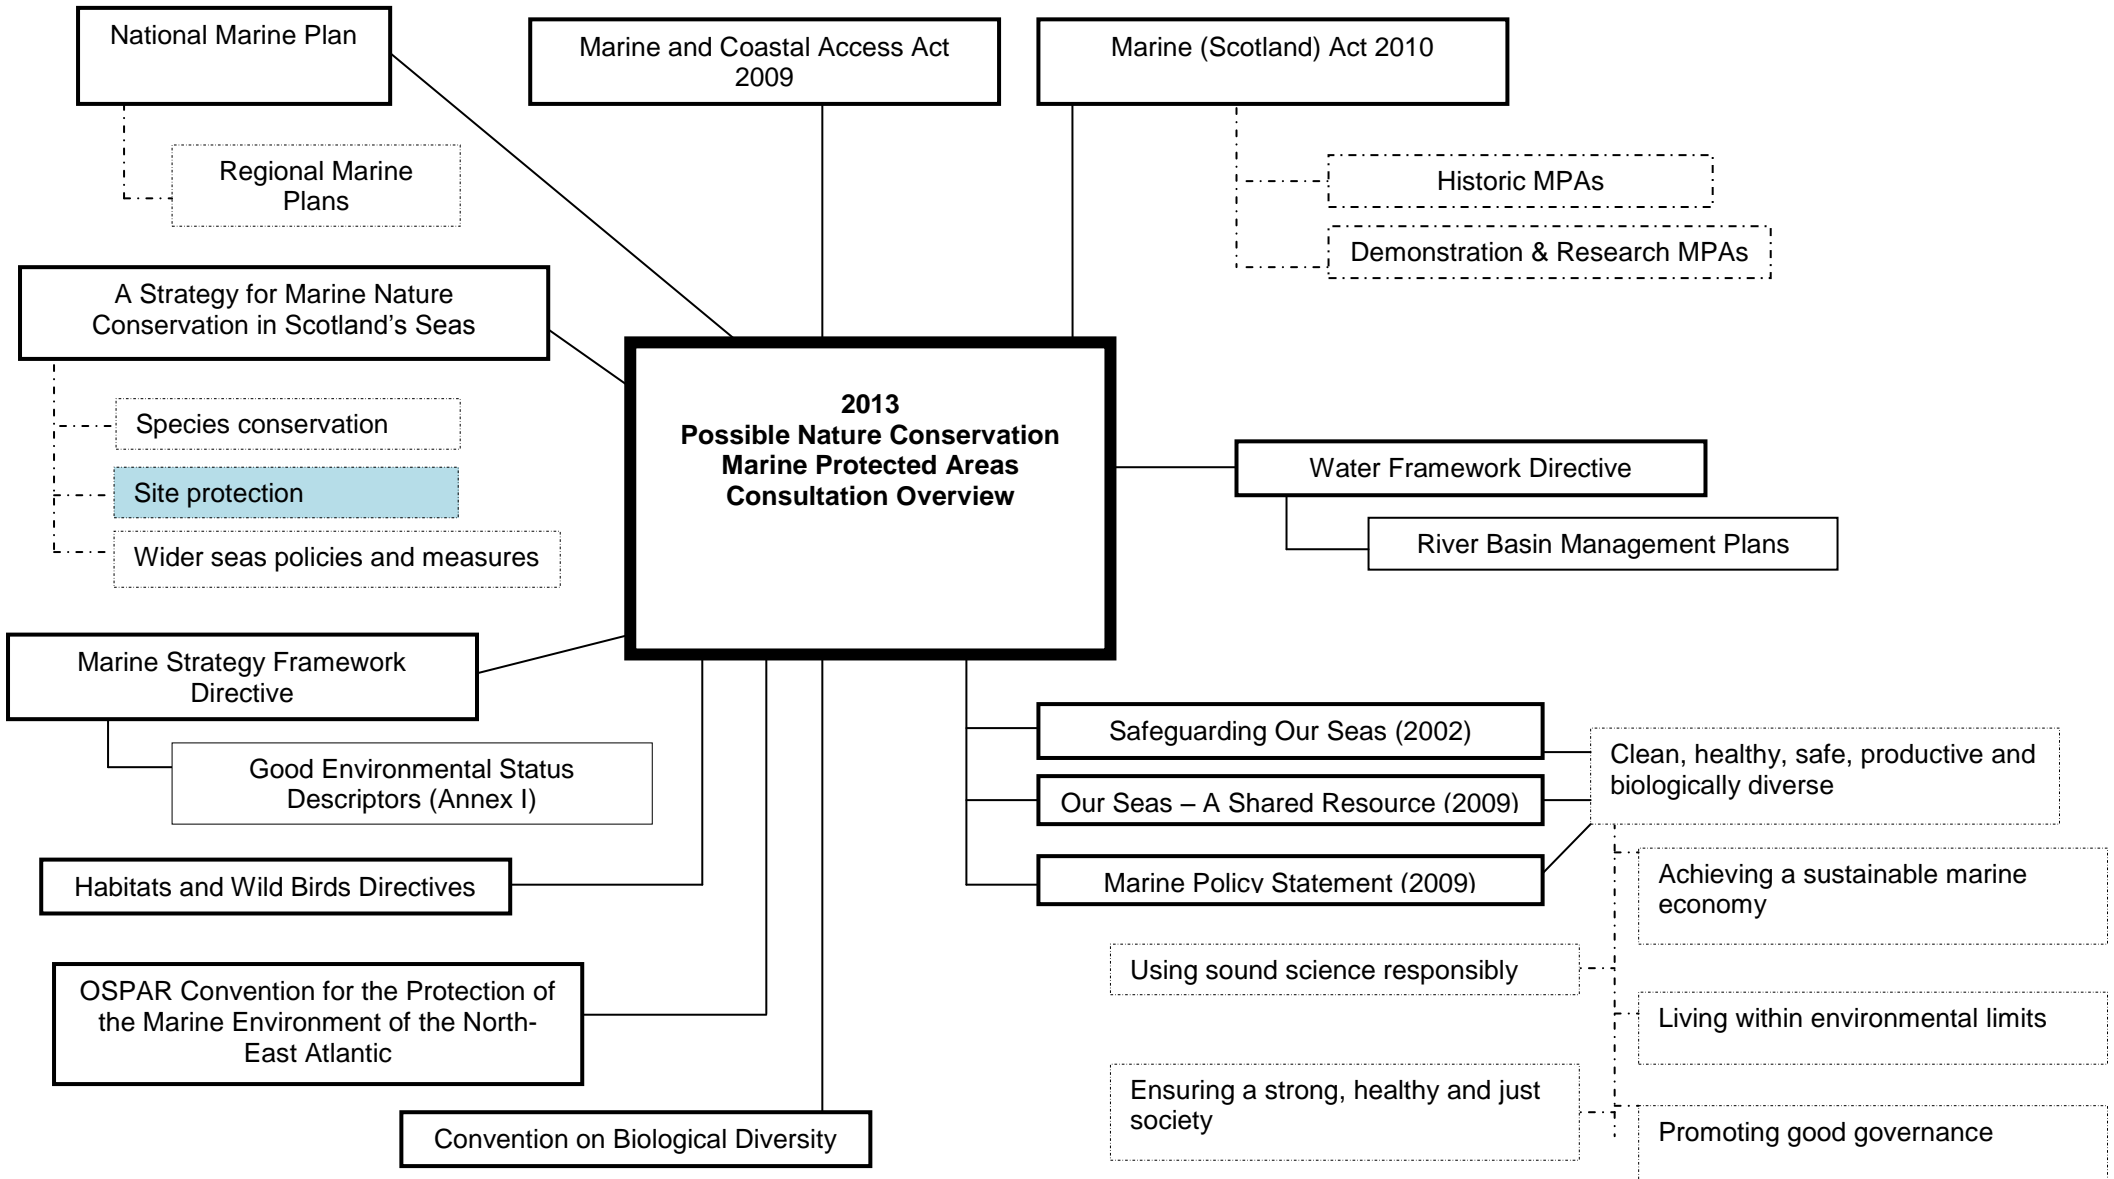 National Marine Plan
Marine and Coastal Access Act
2009
Marine (Scotland) Act 2010
Regional Marine
Plans
Historic MPAs
Demonstration & Research MPAs
A Strategy for Marine Nature
Conservation in Scotland’s Seas
Species conservation
Site protection
Wider seas policies and measures
2013
Possible Nature Conservation
Marine Protected Areas
Consultation Overview
Water Framework Directive
River Basin Management Plans
Marine Strategy Framework
Directive
Good Environmental Status
Descriptors (Annex I)
Habitats and Wild Birds Directives
OSPAR Convention for the Protection of
the Marine Environment of the North-
East Atlantic
Convention on Biological Diversity
Safeguarding Our Seas (2002)
Our Seas – A Shared Resource (2009)
Marine Policy Statement (2009)
Clean, healthy, safe, productive and
biologically diverse
Achieving a sustainable marine
economy
Using sound science responsibly
Living within environmental limits
Ensuring a strong, healthy and just
society
Promoting good governance